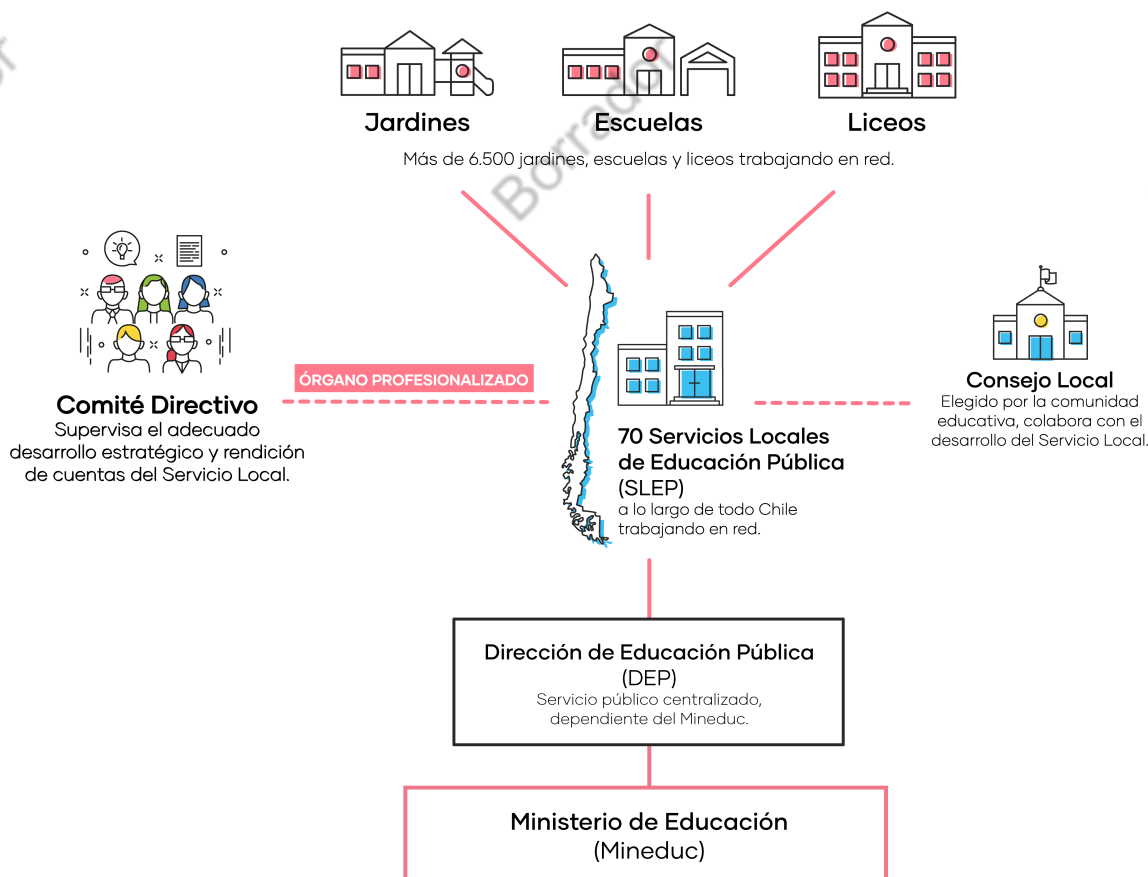 Jardines
Escuelas
Liceos
Más de 6.500 jardines, escuelas y liceos trabajando en red.
Borrador
ÓRGANO PROFESIONALIZADO
Comité Directivo
Supervisa el adecuado
desarrollo estratégico y rendición
de cuentas del Servicio Local.
70 Servicios Locales
de Educación Pública
(SLEP)
a lo largo de todo Chile
trabajando en red.
Consejo Local
Elegido por la comunidad
educativa, colabora con el
desarrollo del Servicio Local.
Dirección de Educación Pública
(DEP)
Servicio público centralizado,
dependiente del Mineduc.
Ministerio de Educación
(Mineduc)